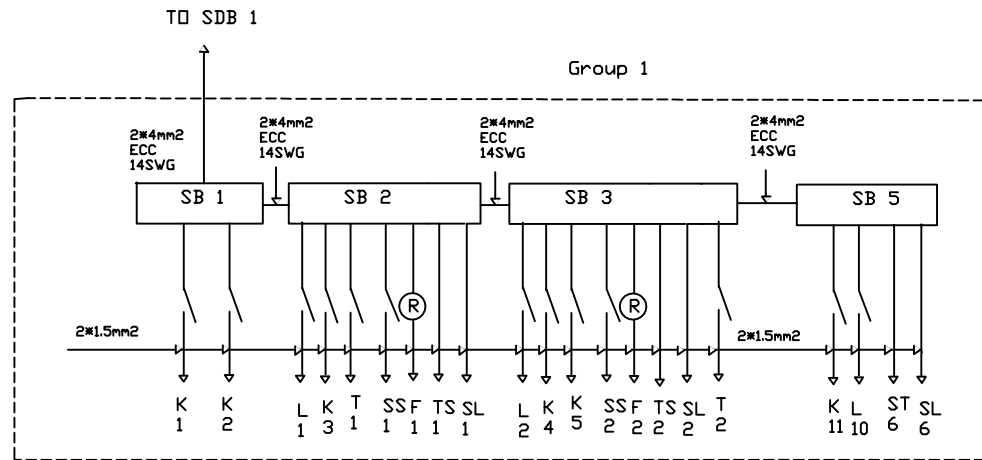 TO SDB 1
Group 1
2*4mm2
ECC
14SWG
2*4mm2
ECC
14SWG
2*4mm2
ECC
14SWG
2*4mm2
ECC
14SWG
SB 1
SB 2
SB 3
SB 5
R
R
2*1.5mm2
2*1.5mm2
K
1
K
2
L
1
K
3
T
1
SS
1
F
1
TS
1
SL
1
L
2
K
4
K
5
SS
2
F
2
TS
2
SL
2
T
2
K
11
L
10
ST
6
SL
6